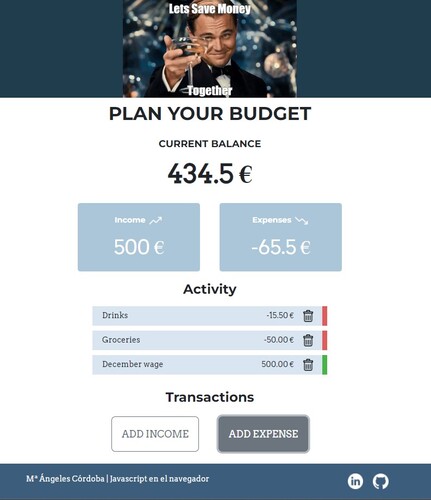 Lets Save Money
Together
PLAN YOUR BUDGET
CURRENT BALANCE
434.5 €
Income
500 €
Expenses
-65.5 €
Activity
Drinks -15.50 €
Groceries -50.00 €
December wage 500.00 €
Transactions
ADD INCOME
ADD EXPENSE
Mª Ángeles Córdoba | Javascript en el navegador
in